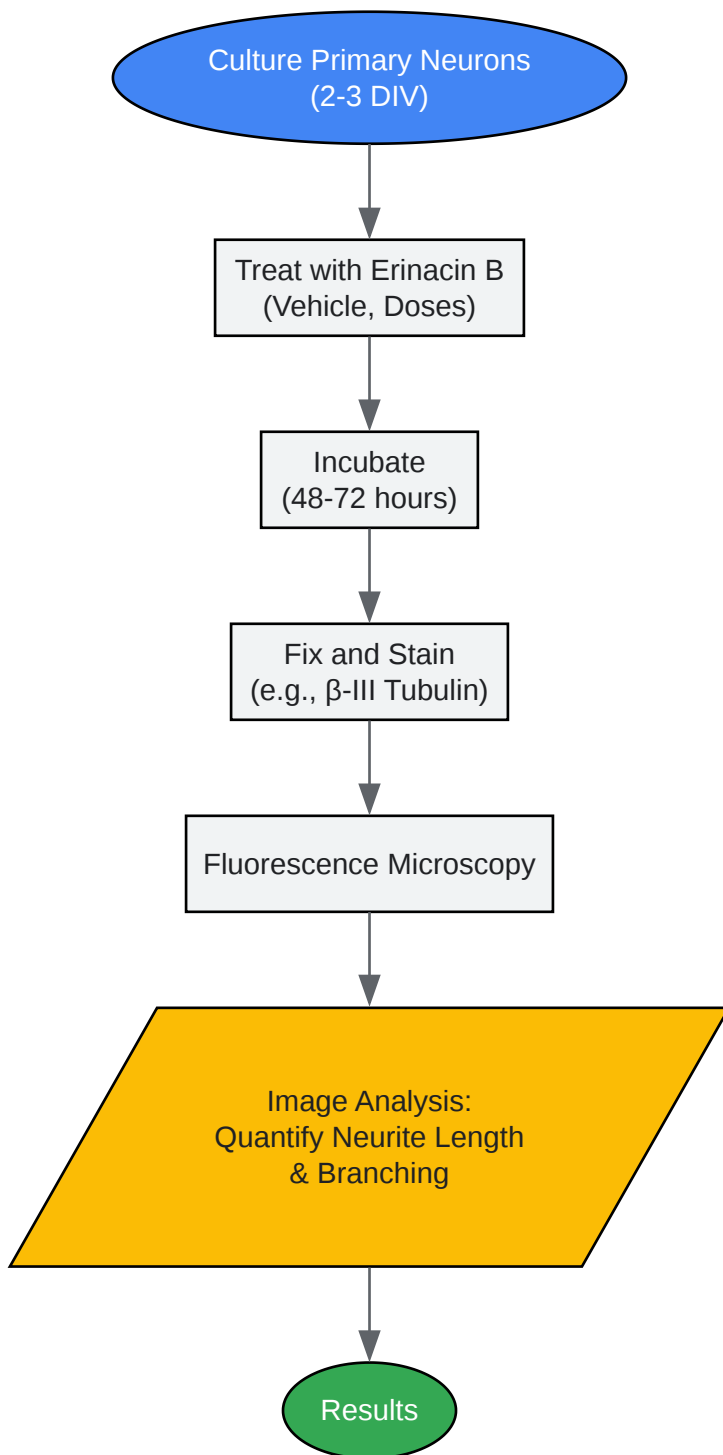 Culture Primary Neurons
(2-3 DIV)
Treat with Erinacin B
(Vehicle, Doses)
Incubate
(48-72 hours)
Fix and Stain
(e.g., β-III Tubulin)
Fluorescence Microscopy
Image Analysis:
Quantify Neurite Length
& Branching
Results